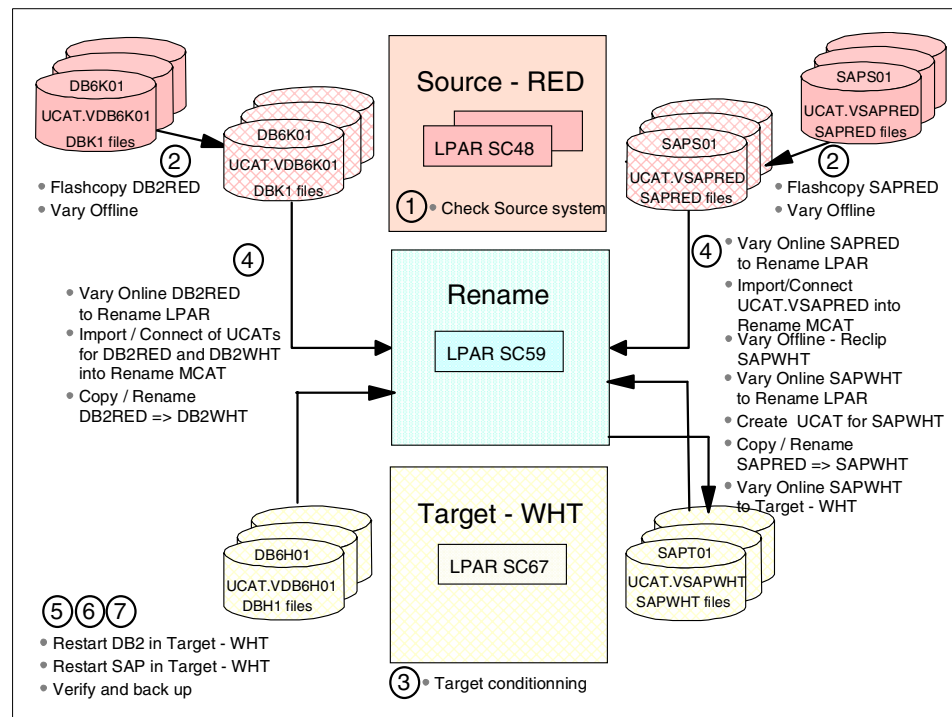 DB6K01
UCAT.VDB6K01
DBK1 files
DB6K01
UCAT.VDB6K01
DBK1 files
2
• Flashcopy DB2RED
• Vary Offline
Source - RED
LPAR SC48
1 • Check Source system
SAPS01
UCAT.VSAPRED
SAPRED files
SAPS01
UCAT.VSAPRED
SAPRED files
2
• Flashcopy SAPRED
• Vary Offline
4
• Vary Online DB2RED
to Rename LPAR
• Import / Connect of UCATs
for DB2RED and DB2WHT
into Rename MCAT
• Copy / Rename
DB2RED => DB2WHT
Rename
LPAR SC59
4
• Vary Online SAPRED
to Rename LPAR
• Import/Connect
UCAT.VSAPRED into
Rename MCAT
• Vary Offline - Reclip
SAPWHT
• Vary Online SAPWHT
to Rename LPAR
• Create UCAT for SAPWHT
• Copy / Rename
SAPRED => SAPWHT
• Vary Online SAPWHT
to Target - WHT
DB6H01
UCAT.VDB6H01
DBH1 files
Target - WHT
LPAR SC67
SAPT01
UCAT.VSAPWHT
SAPWHT files
5 6 7
• Restart DB2 in Target - WHT
• Restart SAP in Target - WHT
• Verify and back up
3 • Target conditionning